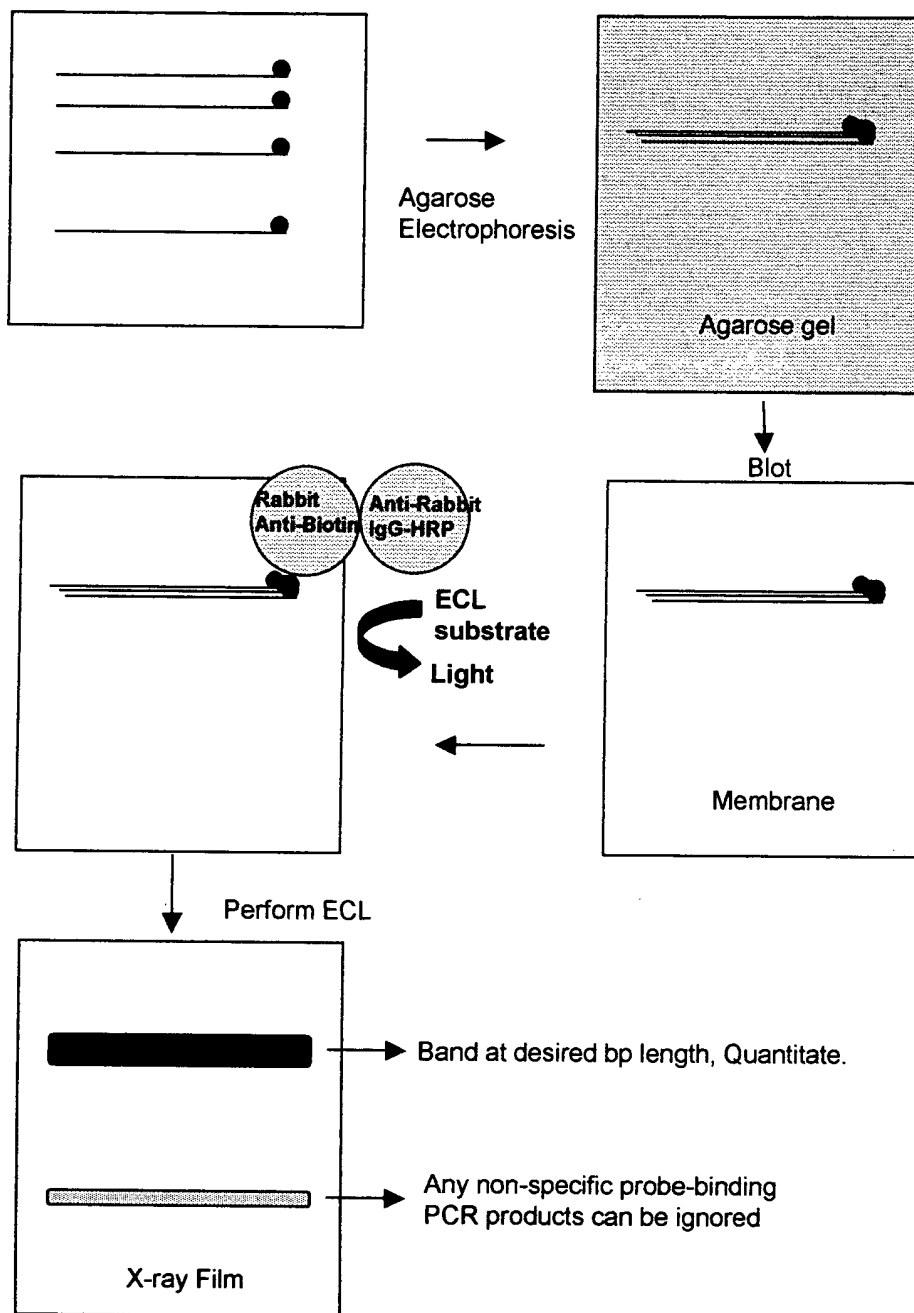 Agarose
Electrophoresis
Agarose gel
Blot
Rabbit
Anti-Biotin
Anti-Rabbit
IgG-HRP
ECL
substrate
Light
Membrane
Perform ECL
Band at desired bp length, Quantitate.
Any non-specific probe-binding
PCR products can be ignored
X-ray Film